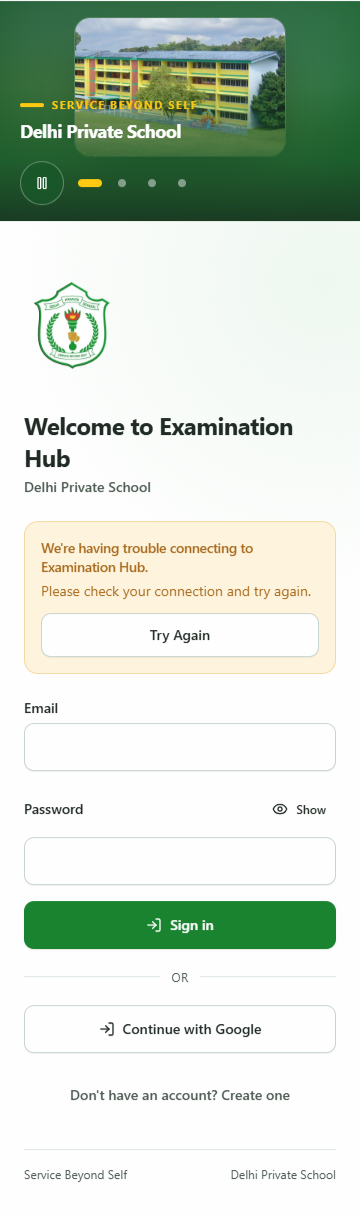 SERVICE BEYOND SELF
Delhi Private School
Welcome to Examination
Hub
Delhi Private School
We're having trouble connecting to
Examination Hub.
Please check your connection and try again.
Try Again
Email
Password
Show
Sign in
OR
Continue with Google
Don't have an account? Create one
Service Beyond Self
Delhi Private School